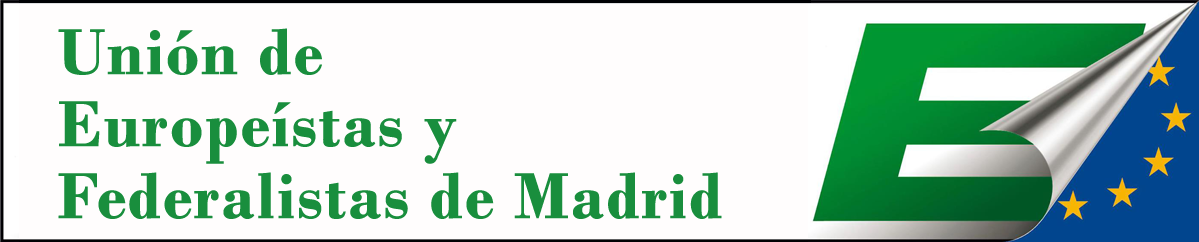 Unión de
Europeístas y
Federalistas de Madrid
E